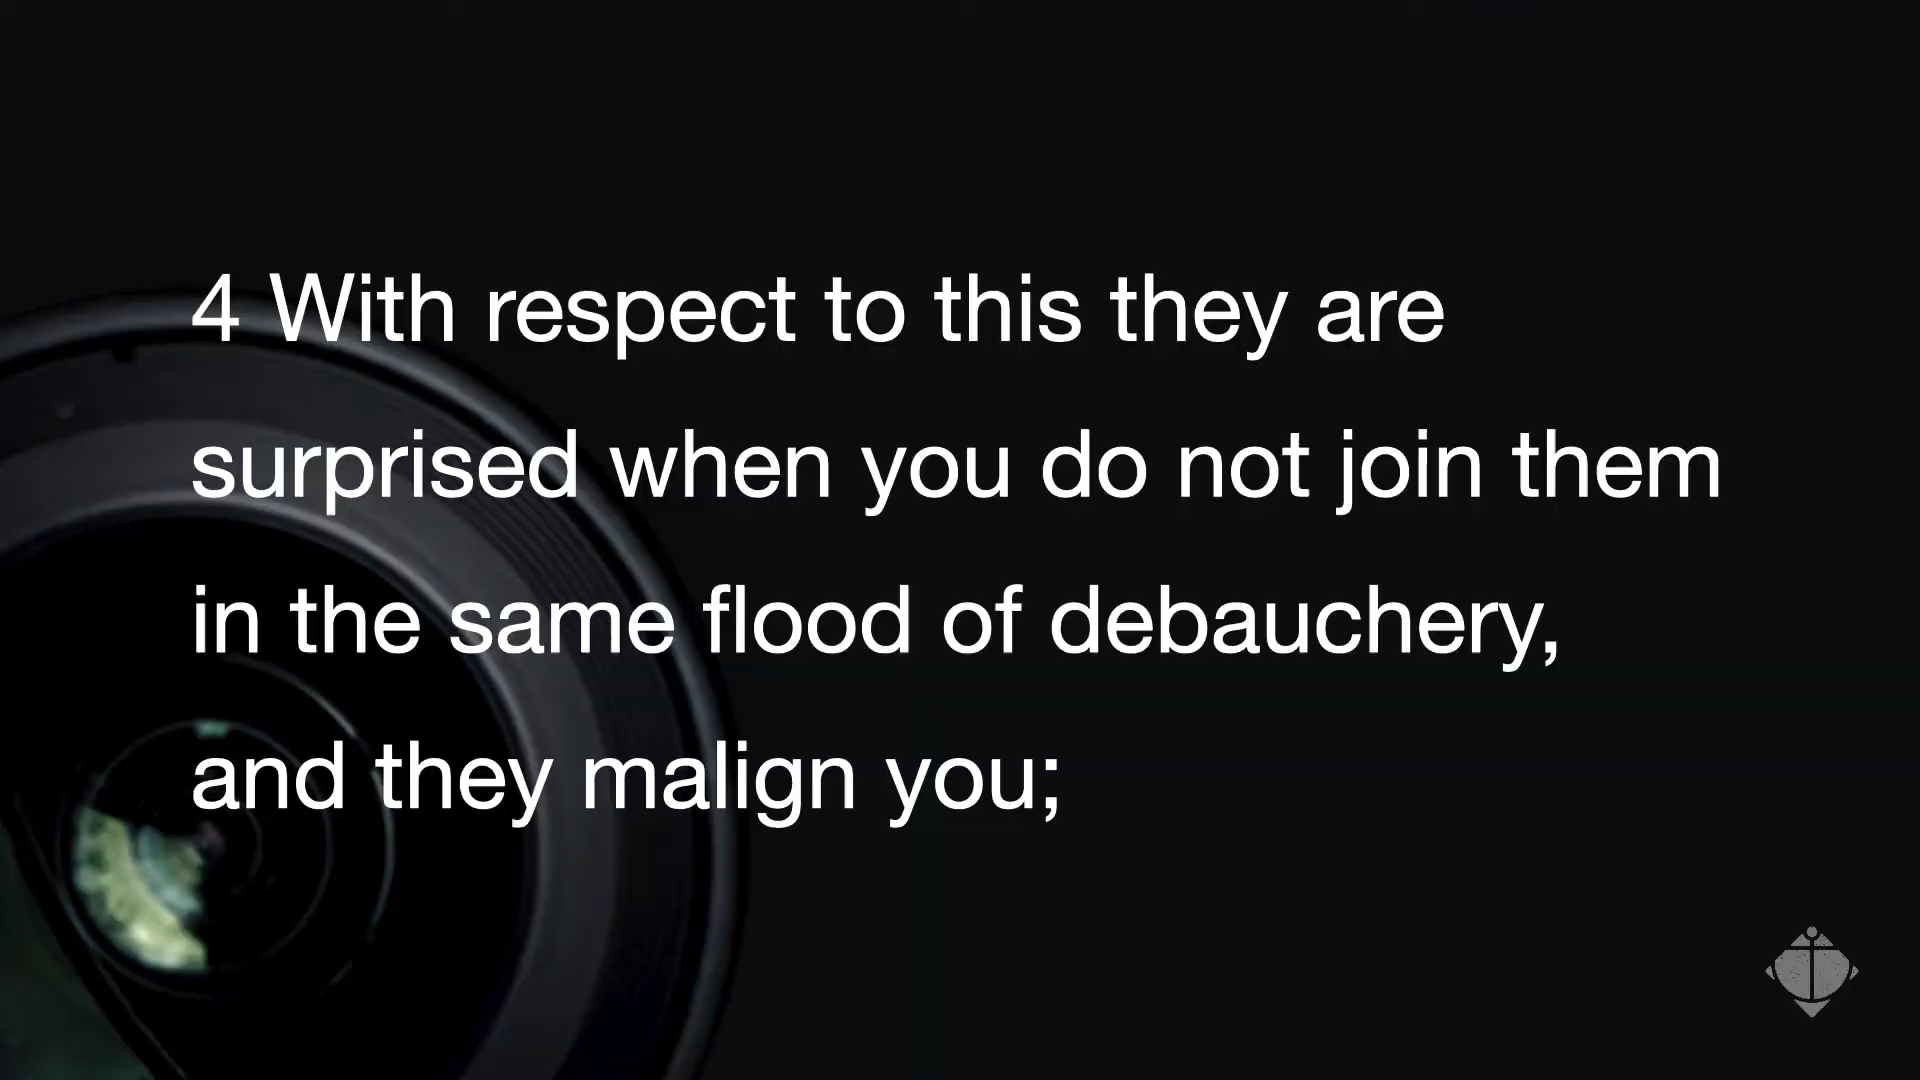 4 With respect to this they are
surprised when you do not join them
in the same flood of debauchery,
and they malign you;